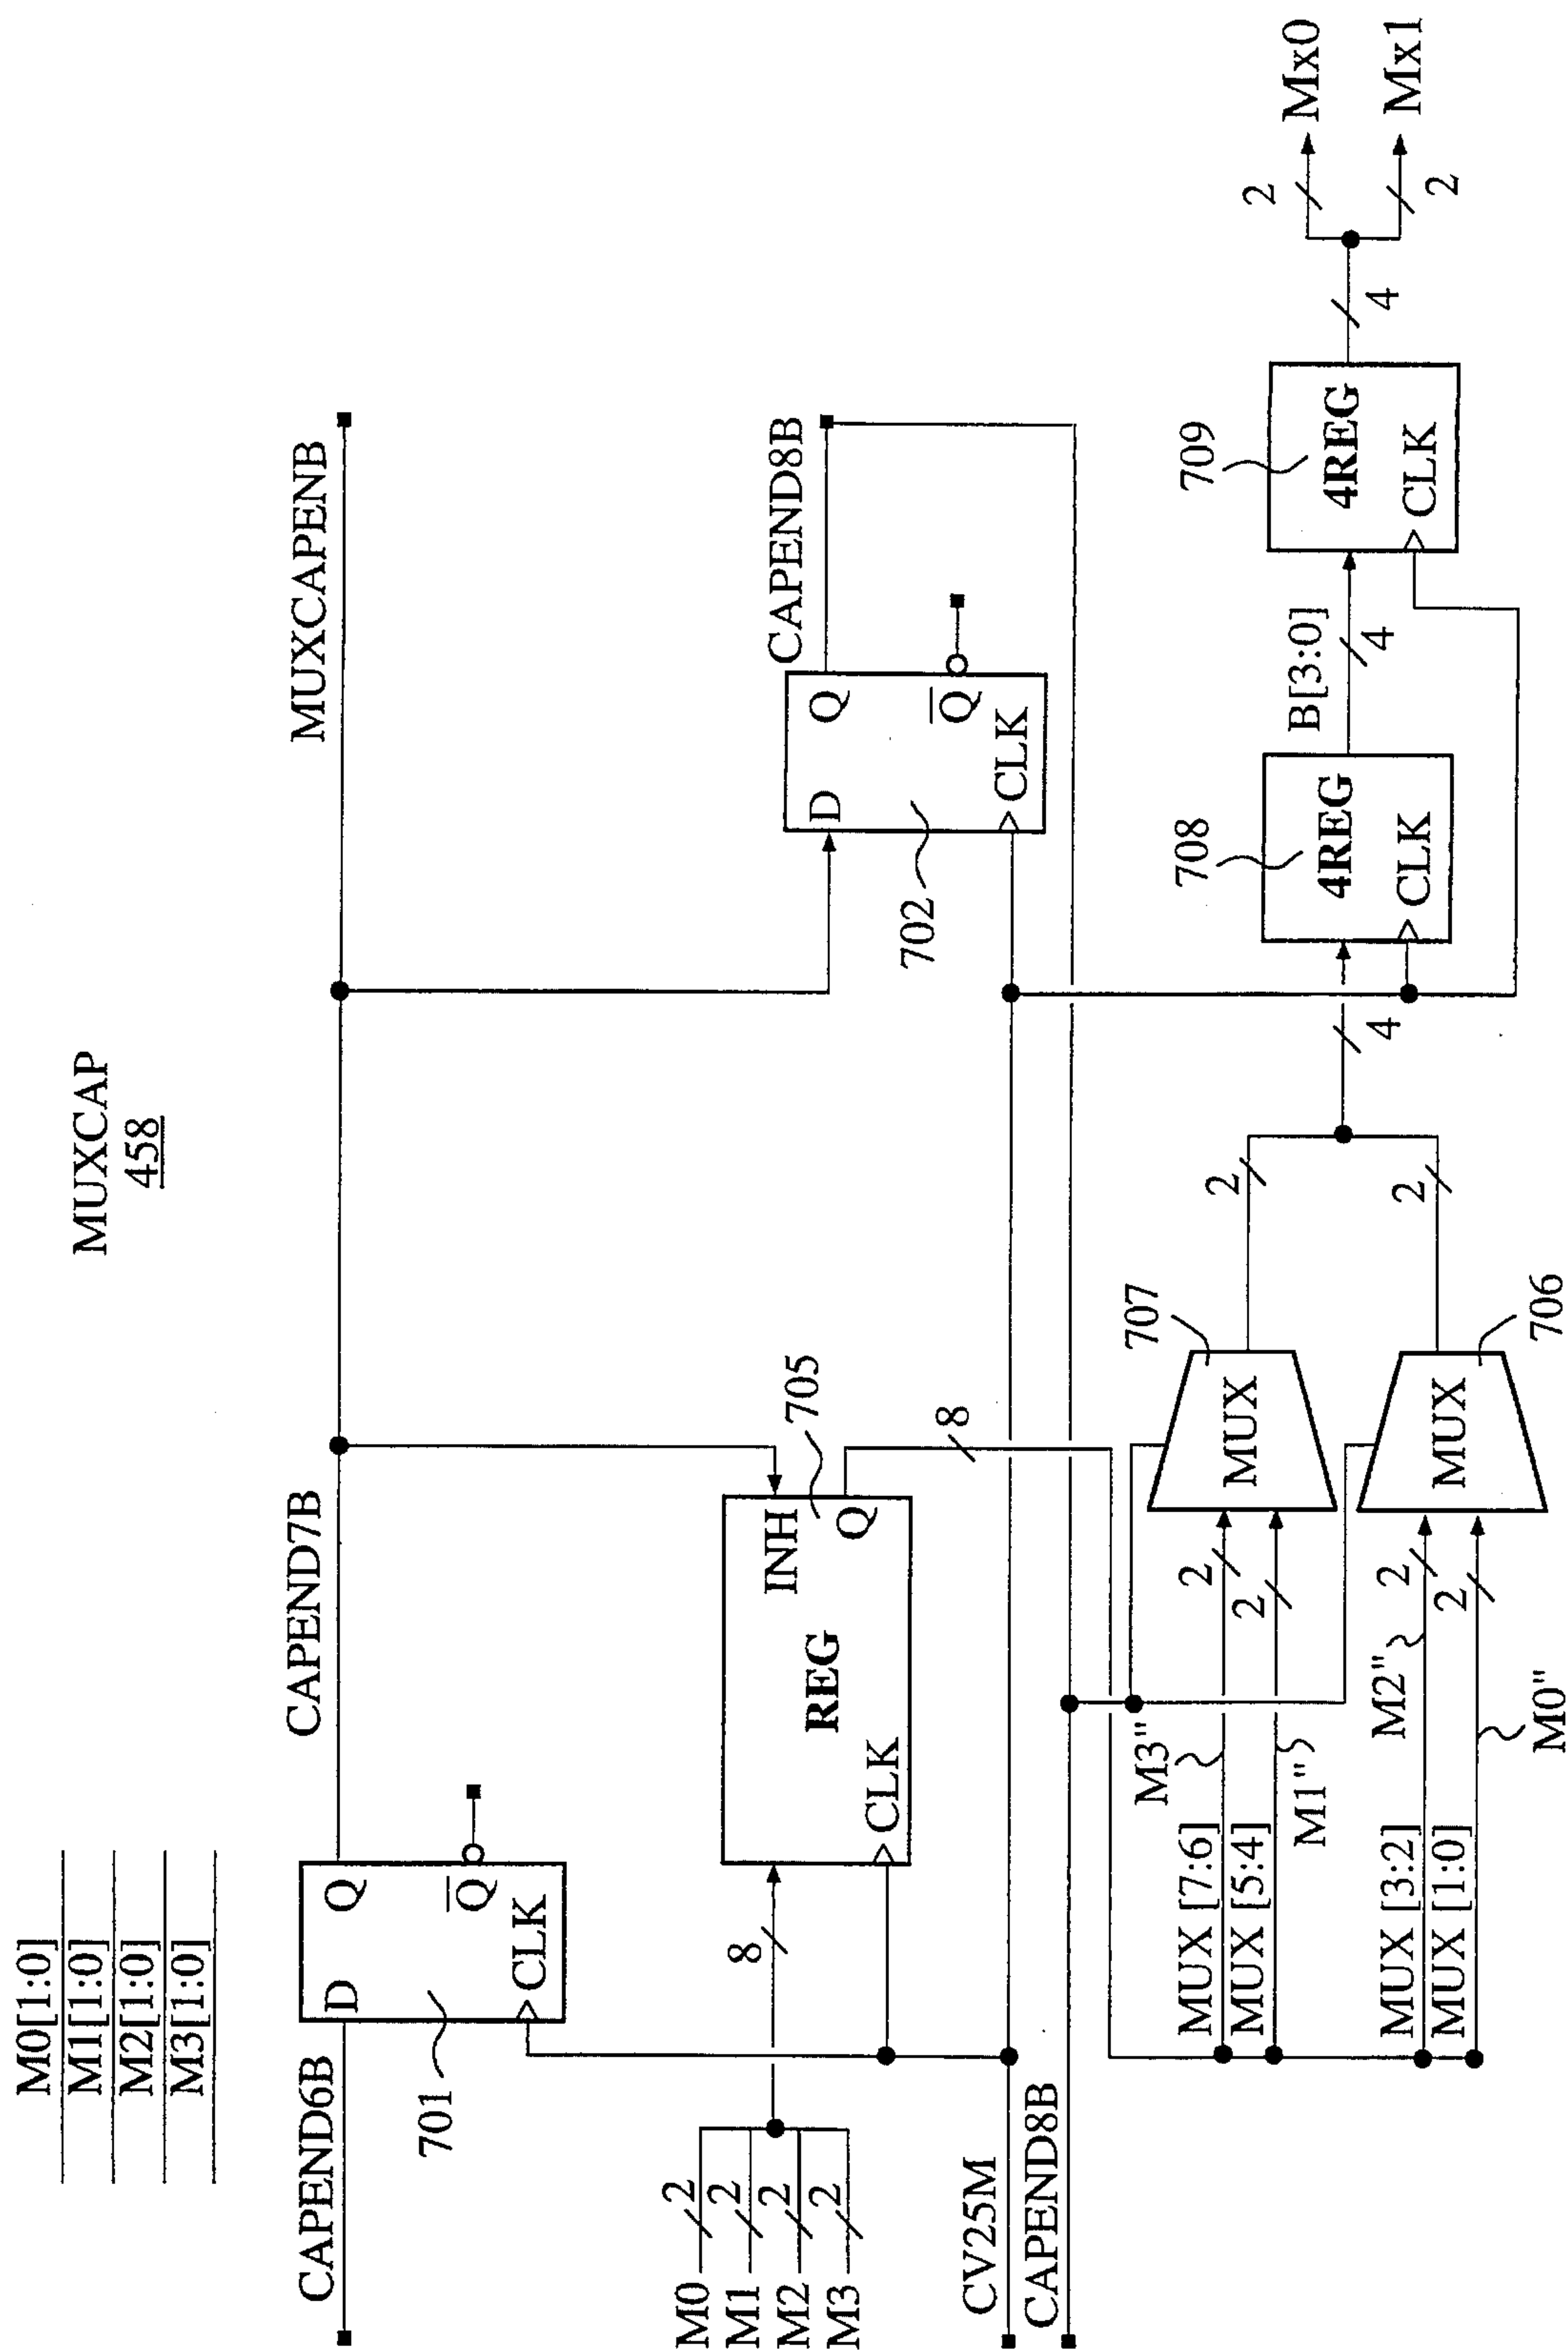 MUXCAP
458
M0[1:0]
M1[1:0]
M2[1:0]
M3[1:0]
CAPEND6B
D
Q
Q
CLK
701
CAPEND7B
MUXCAPENB
M0
2
M1
2
M2
2
M3
2
8
REG
CLK
INH
Q
705
8
D
Q
Q
CLK
702
CAPEND8B
CV25M
CAPEND8B
MUX [7:6]
M3"
2
MUX [5:4]
M1"
2
MUX
707
2
MUX [3:2]
M2"
2
MUX [1:0]
M0"
2
MUX
706
2
4
708
4REG
CLK
B[3:0]
4
709
4REG
CLK
4
2
Mx0
2
Mx1